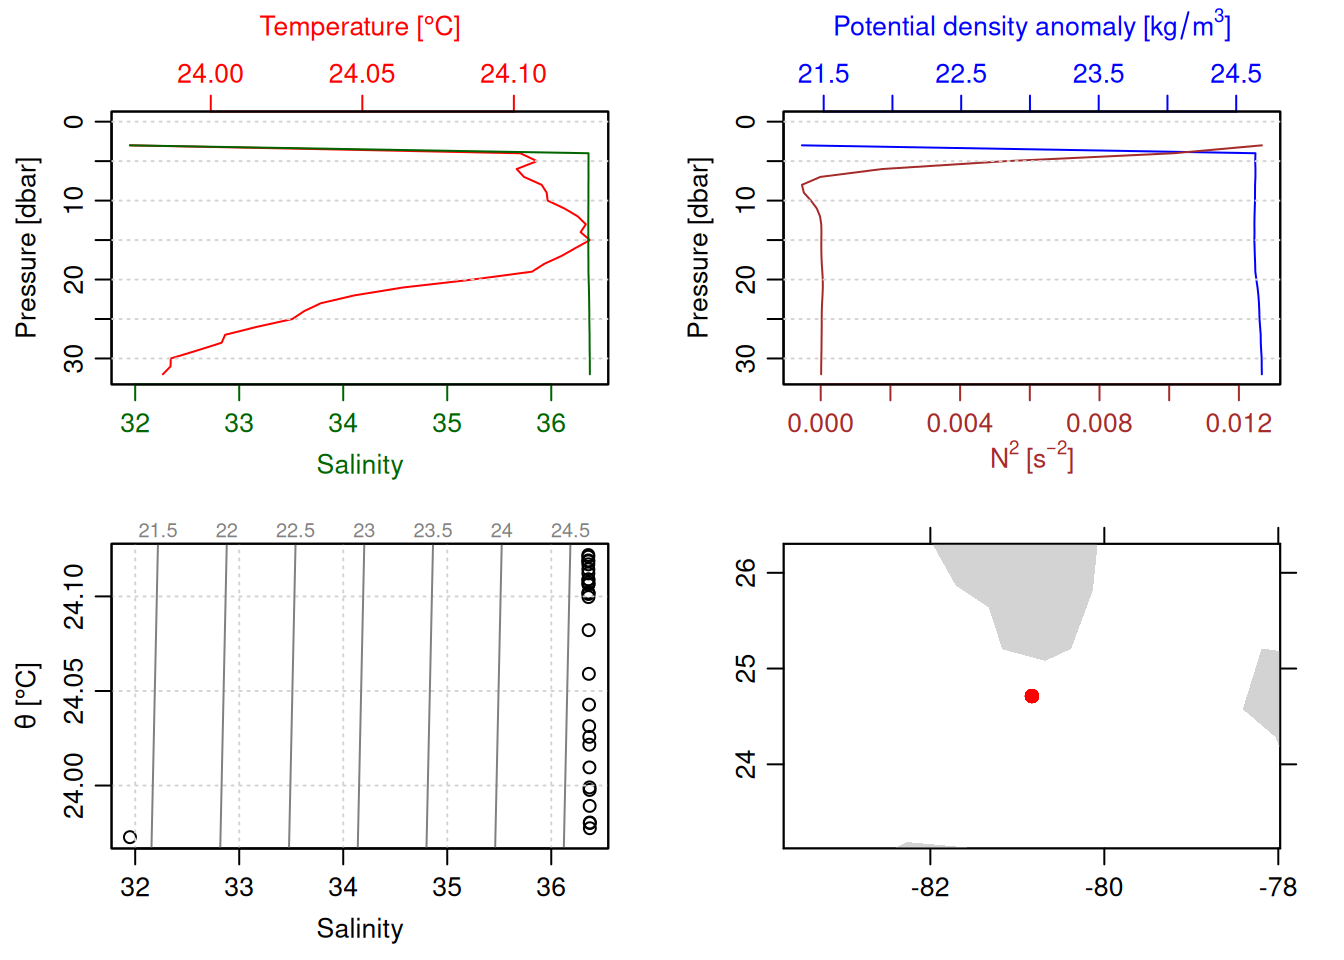 Temperature [°C]
24.00 24.05 24.10
Pressure [dbar]
0 10 20 30
32 33 34 35 36
Salinity
Potential density anomaly [kg/m³]
21.5 22.5 23.5 24.5
Pressure [dbar]
0 10 20 30
0.000 0.004 0.008 0.012
N² [s⁻²]
21.5 22 22.5 23 23.5 24 24.5
θ [°C]
24.10
24.05
24.00
32 33 34 35 36
Salinity
26
25
24
-82 -80 -78